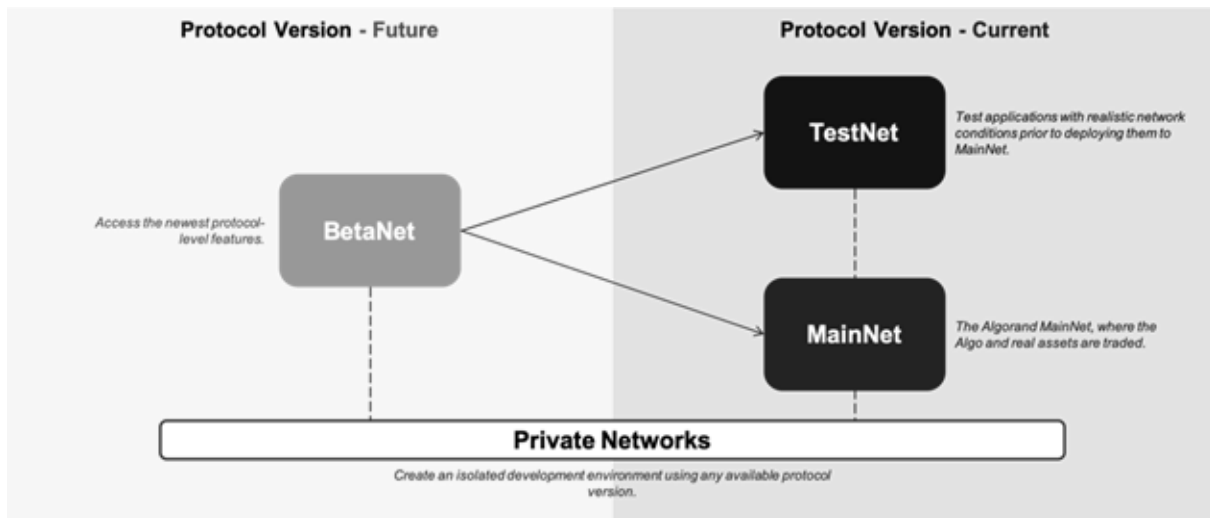 Protocol Version - Future
Protocol Version - Current
TestNet
Test applications with realistic network
conditions prior to deploying them to
MainNet.
Access the newest protocol-
level features.
BetaNet
MainNet
The Algorand MainNet, where the
Algo and real assets are traded.
Private Networks
Create an isolated development environment using any available protocol
version.